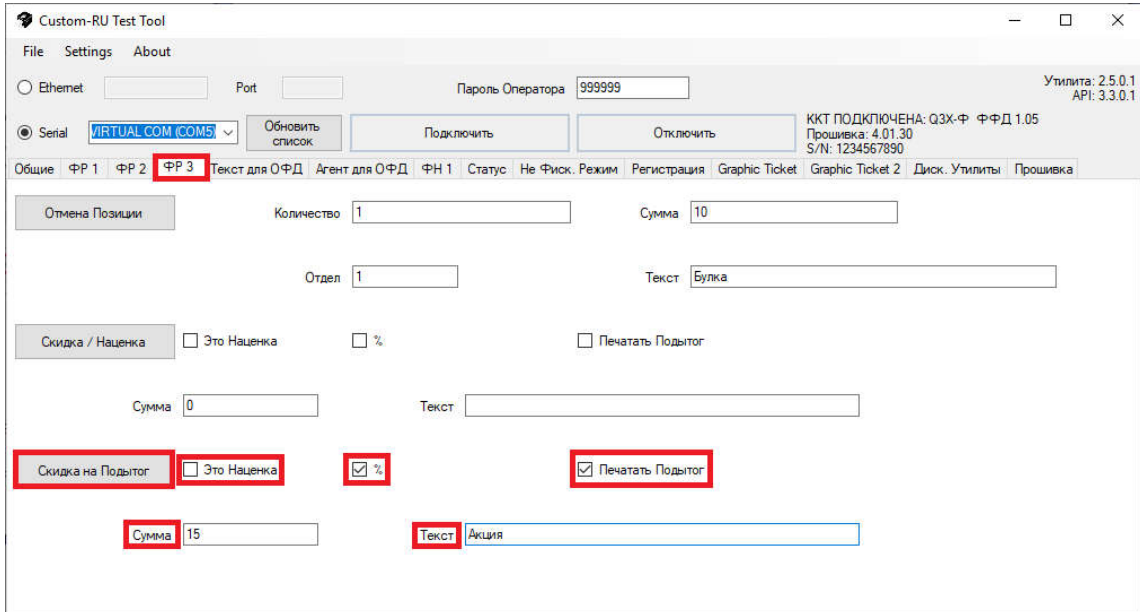 Custom-RU Test Tool
File Settings About
Ethernet Port Пароль Оператора 999999 Утилита: 2.5.0.1
API: 3.3.0.1
Serial VIRTUAL COM (COM5) Обновить список Подключить Отключить ККТ ПОДКЛЮЧЕНА: Q3X-Ф ФФД 1.05
Прошивка: 4.01.30
S/N: 1234567890
Общие ФР 1 ФР 2 ФР 3 Текст для ОФД Агент для ОФД ФН 1 Статус Не Фиск. Режим Регистрация Graphic Ticket Graphic Ticket 2 Диск. Утилиты Прошивка
Отмена Позиции Количество 1 Сумма 10
Отдел 1 Текст Булка
Скидка / Наценка Это Наценка % Печатать Подытог
Сумма 0 Текст
Скидка на Подытог Это Наценка % Печатать Подытог
Сумма 15 Текст Акция